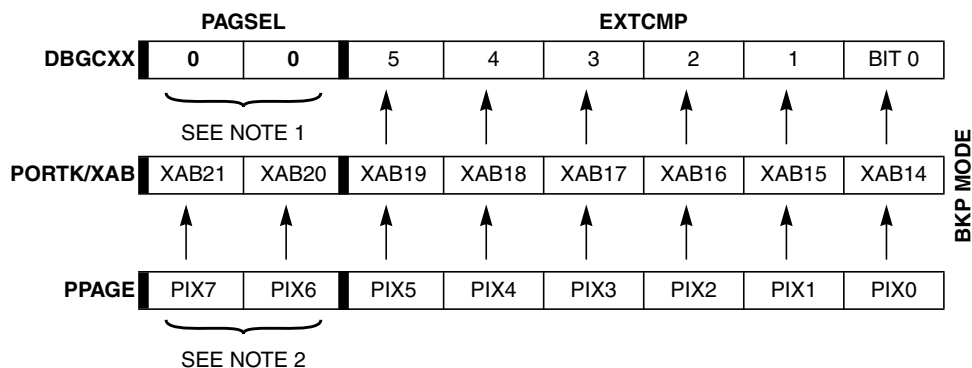 PAGSEL EXTCMP
DBGCXX 0 0 5 4 3 2 1 BIT 0
SEE NOTE 1
PORTK/XAB XAB21 XAB20 XAB19 XAB18 XAB17 XAB16 XAB15 XAB14
BKP MODE
PPAGE PIX7 PIX6 PIX5 PIX4 PIX3 PIX2 PIX1 PIX0
SEE NOTE 2